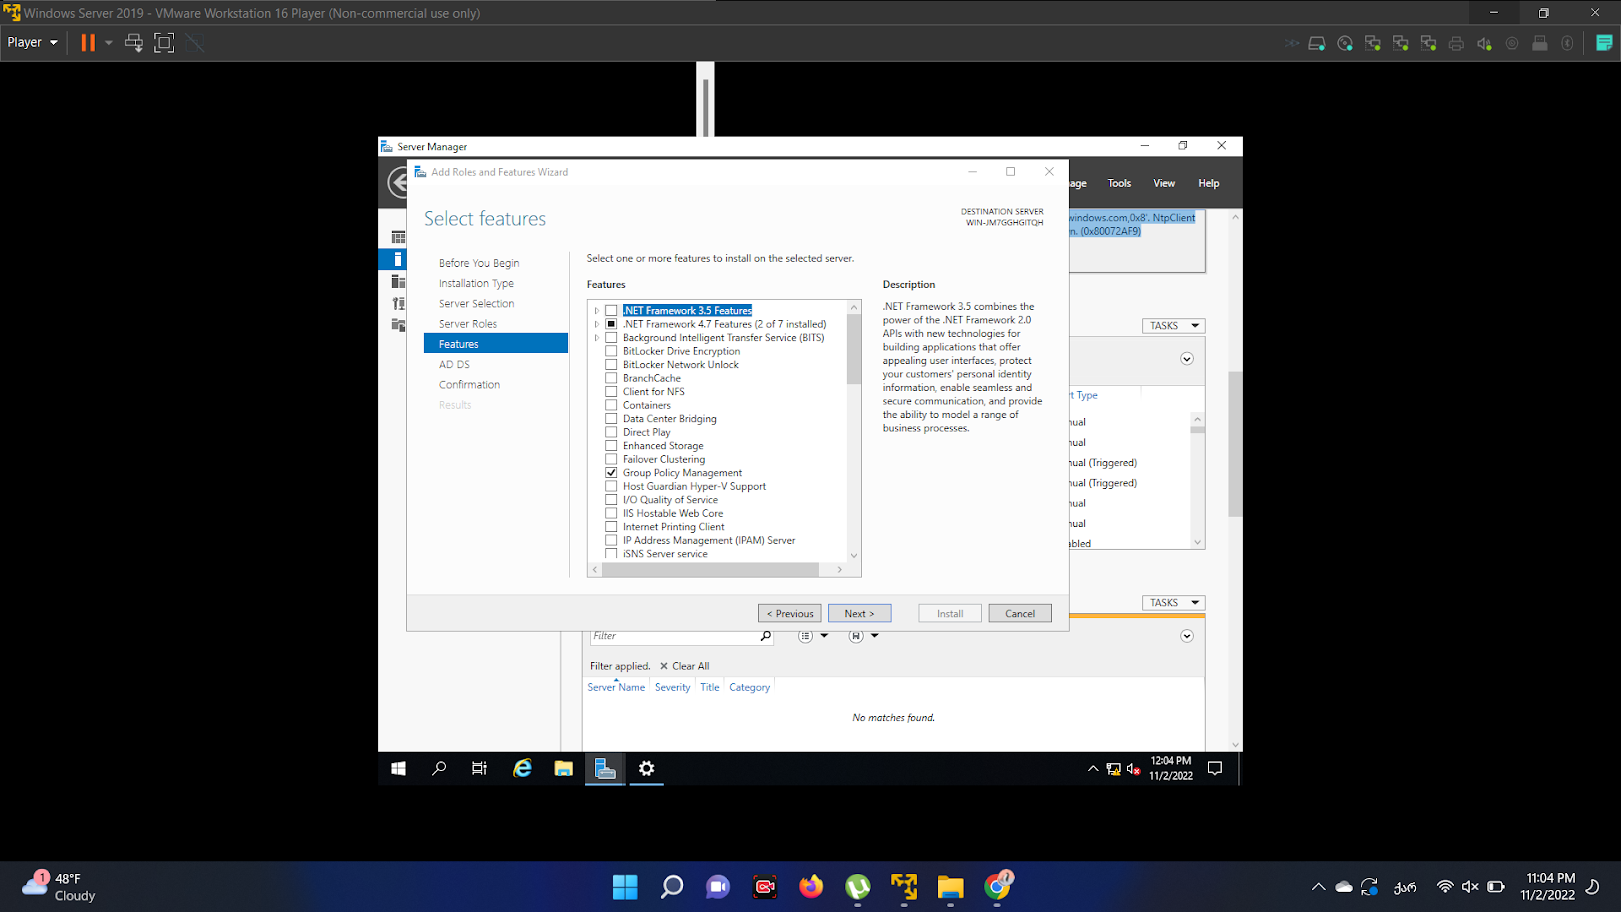 Windows Server 2019 - VMware Workstation 16 Player (Non-commercial use only)
Player
Server Manager
Add Roles and Features Wizard
age Tools View Help
Select features
DESTINATION SERVER
WIN-JM7GGHGITQH
windows.com,0x8'. NtpClient
n. (0x80072AF9)
Before You Begin
Installation Type
Server Selection
Server Roles
Features
AD DS
Confirmation
Results
Select one or more features to install on the selected server.
Features
.NET Framework 3.5 Features
.NET Framework 4.7 Features (2 of 7 installed)
Background Intelligent Transfer Service (BITS)
BitLocker Drive Encryption
BitLocker Network Unlock
BranchCache
Client for NFS
Containers
Data Center Bridging
Direct Play
Enhanced Storage
Failover Clustering
Group Policy Management
Host Guardian Hyper-V Support
I/O Quality of Service
IIS Hostable Web Core
Internet Printing Client
IP Address Management (IPAM) Server
iSNS Server service
Description
.NET Framework 3.5 combines the
power of the .NET Framework 2.0
APIs with new technologies for
building applications that offer
appealing user interfaces, protect
your customers' personal identity
information, enable seamless and
secure communication, and provide
the ability to model a range of
business processes.
TASKS
rt Type
nual
nual
nual (Triggered)
nual (Triggered)
nual
nual
abled
< Previous
Next >
Install
Cancel
TASKS
Filter
Filter applied.
Clear All
Server Name Severity Title Category
No matches found.
12:04 PM
11/2/2022
1
48°F
Cloudy
ქარ
11:04 PM
11/2/2022